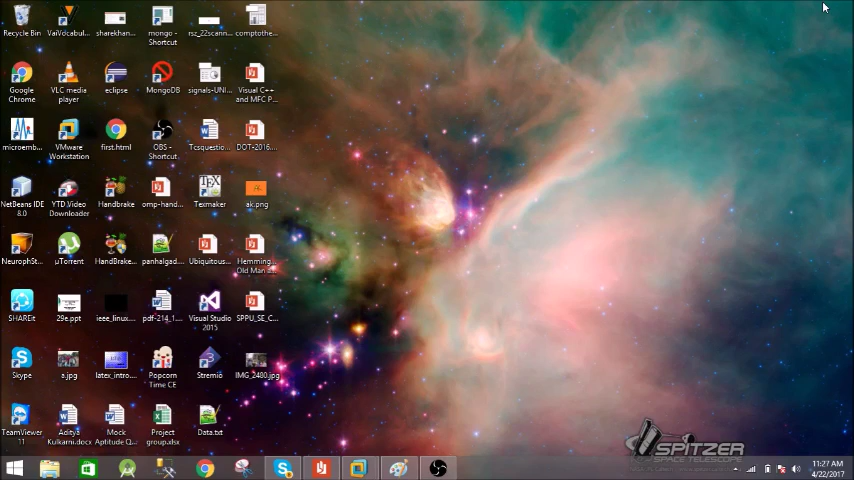 Recycle Bin
VaiVocabul...
sharekhan...
mongo - Shortcut
rsz_22scann...
comptothe...
Google Chrome
VLC media player
eclipse
MongoDB
signals-UNI...
Visual C++ and MFC P...
microemb...
VMware Workstation
first.html
OBS - Shortcut
Tcsquestio...
DOT-2016...
NetBeans IDE 8.0
YTD Video Downloader
Handbrake
omp-hand...
TEX
Texmaker
ak.png
NeurophSt...
µTorrent
HandBrake...
panhalgad...
Ubiquitous...
Hemming... Old Man a...
SHAREit
29e.ppt
ieee_linux...
pdf-214_1...
Visual Studio 2015
SPPU_SE_C...
Skype
a.jpg
latex_intro...
Popcorn Time CE
Stremio
IMG_2480.jpg
TeamViewer 11
Aditya Kulkarni.docx
Mock Aptitude Q...
Project group.xlsx
Data.txt
SPITZER
SPACE TELESCOPE
11:27 AM
4/22/2017